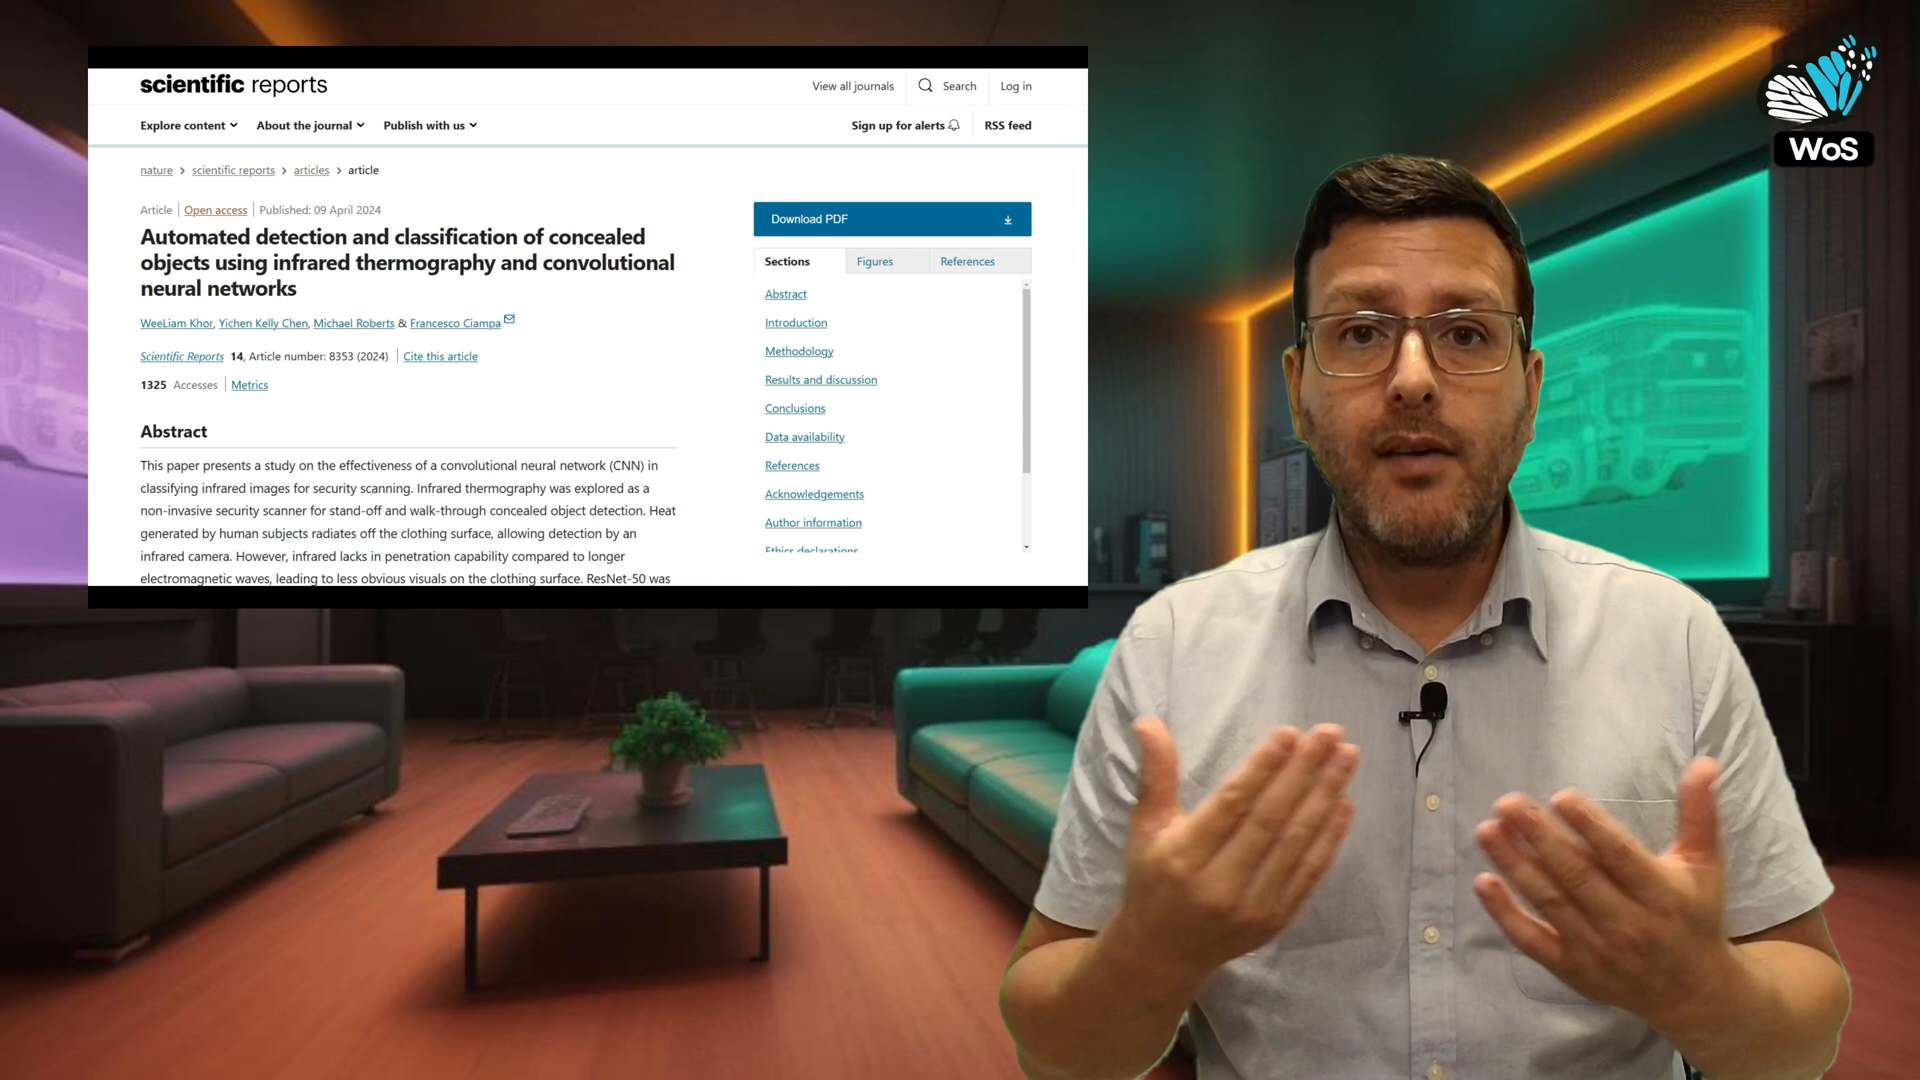 scientific reports
View all journals
Search
Log in
Explore content
About the journal
Publish with us
Sign up for alerts
RSS feed
nature > scientific reports > articles > article
Article | Open access | Published: 09 April 2024
Automated detection and classification of concealed
objects using infrared thermography and convolutional
neural networks
WeeLiam Khor, Yichen Kelly Chen, Michael Roberts & Francesco Ciampa
Scientific Reports 14, Article number: 8353 (2024) | Cite this article
1325 Accesses | Metrics
Abstract
This paper presents a study on the effectiveness of a convolutional neural network (CNN) in
classifying infrared images for security scanning. Infrared thermography was explored as a
non-invasive security scanner for stand-off and walk-through concealed object detection. Heat
generated by human subjects radiates off the clothing surface, allowing detection by an
infrared camera. However, infrared lacks in penetration capability compared to longer
electromagnetic waves, leading to less obvious visuals on the clothing surface. ResNet-50 was
Download PDF
Sections
Figures
References
Abstract
Introduction
Methodology
Results and discussion
Conclusions
Data availability
References
Acknowledgements
Author information
Ethics declarations
WoS